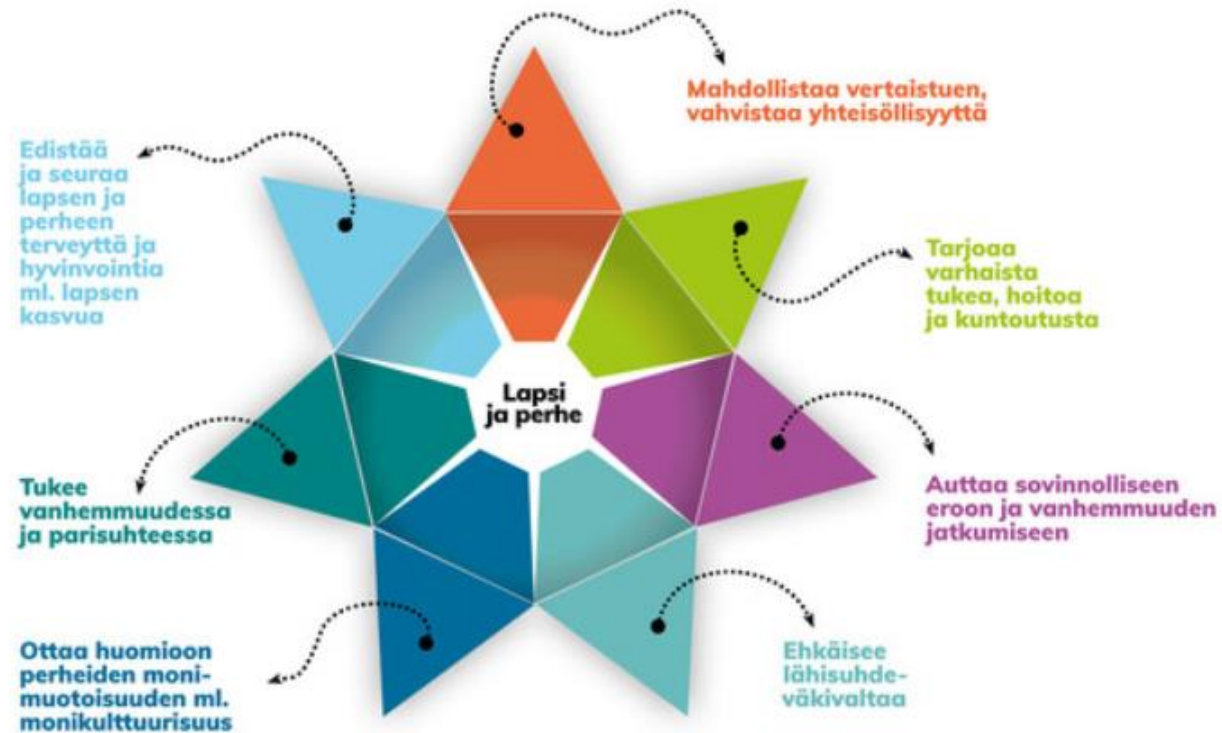 Mahdollistaa vertaistuen,
vahvistaa yhteisöllisyyttä
Edistää
ja seuraa
lapsen ja
perheen
terveyttä ja
hyvinvointia
ml. lapsen
kasvua
Tarjoaa
varhaista
tukea, hoitoa
ja kuntoutusta
Lapsi
ja perhe
Tukee
vanhemmuudessa
ja parisuhteessa
Auttaa sovinnolliseen
eroon ja vanhemmuuden
jatkumiseen
Ottaa huomioon
perheiden moni-
muotoisuuden ml.
monikulttuurisuus
Ehkäisee
lähisuhde-
väkivaltaa